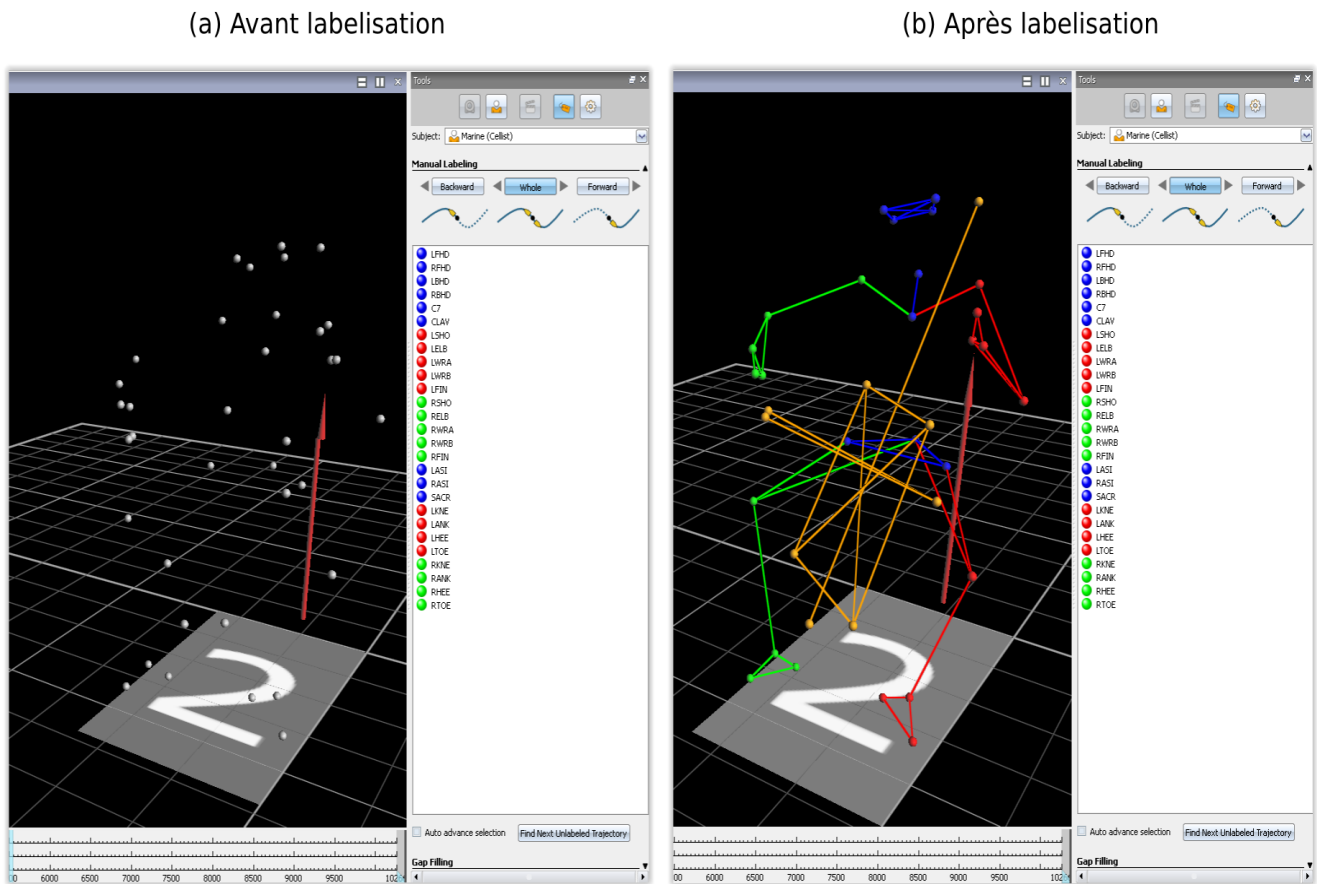 (a) Avant labelisation
(b) Après labelisation
Tools
Subject: Marine (Cellist)
Manual Labeling
Backward Whole Forward
LFHD
RFHD
LBHD
RBHD
C7
CLAV
LSHO
LELB
LWRA
LWRB
LFIN
RSHO
RELB
RWRA
RWRB
RFIN
LASI
RASI
SACR
LKNE
LANK
LHEE
LTOE
RKNE
RANK
RHEE
RTOE
2
Auto advance selection Find Next Unlabeled Trajectory
Gap Filling
6000 6500 7000 7500 8000 8500 9000 9500
Tools
Subject: Marine (Cellist)
Manual Labeling
Backward Whole Forward
LFHD
RFHD
LBHD
RBHD
C7
CLAV
LSHO
LELB
LWRA
LWRB
LFIN
RSHO
RELB
RWRA
RWRB
RFIN
LASI
RASI
SACR
LKNE
LANK
LHEE
LTOE
RKNE
RANK
RHEE
RTOE
2
Auto advance selection Find Next Unlabeled Trajectory
Gap Filling
6000 6500 7000 7500 8000 8500 9000 9500